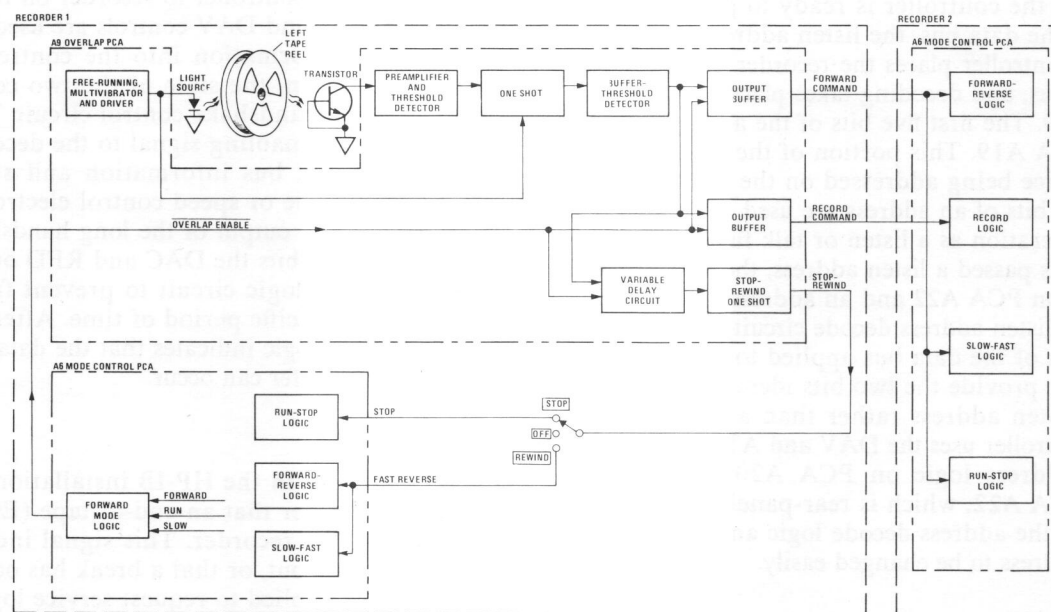 RECORDER 1
RECORDER 2
A9 OVERLAP PCA
A6 MODE CONTROL PCA
LEFT
TAPE
REEL
FREE-RUNNING,
MULTIVIBRATOR
AND DRIVER
LIGHT
SOURCE
TRANSISTOR
PREAMPLIFIER
AND
THRESHOLD
DETECTOR
ONE SHOT
BUFFER-
THRESHOLD
DETECTOR
OUTPUT
BUFFER
FORWARD
COMMAND
FORWARD-
REVERSE
LOGIC
OVERLAP ENABLE
OUTPUT
BUFFER
RECORD
COMMAND
RECORD
LOGIC
VARIABLE
DELAY
CIRCUIT
STOP-
REWIND
ONE SHOT
STOP-
REWIND
SLOW-FAST
LOGIC
A6 MODE CONTROL PCA
RUN-STOP
LOGIC
STOP
STOP
OFF
REWIND
RUN-STOP
LOGIC
FORWARD-
REVERSE
LOGIC
FAST REVERSE
FORWARD
MODE
LOGIC
FORWARD
RUN
SLOW
SLOW-FAST
LOGIC